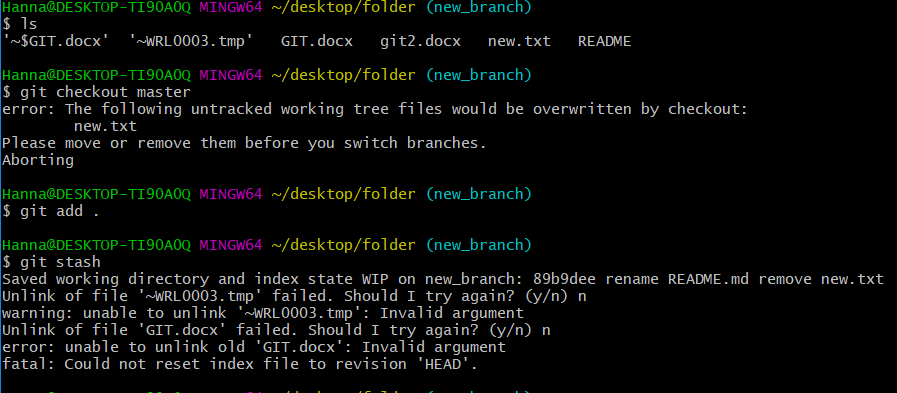 Hanna@DESKTOP-TI90A0Q MINGW64 ~/desktop/folder (new_branch)
$ ls
'~$GIT.docx'  '~WRL0003.tmp'   GIT.docx   git2.docx   new.txt   README
Hanna@DESKTOP-TI90A0Q MINGW64 ~/desktop/folder (new_branch)
$ git checkout master
error: The following untracked working tree files would be overwritten by checkout:
        new.txt
Please move or remove them before you switch branches.
Aborting
Hanna@DESKTOP-TI90A0Q MINGW64 ~/desktop/folder (new_branch)
$ git add .
Hanna@DESKTOP-TI90A0Q MINGW64 ~/desktop/folder (new_branch)
$ git stash
Saved working directory and index state WIP on new_branch: 89b9dee rename README.md remove new.txt
Unlink of file '~WRL0003.tmp' failed. Should I try again? (y/n) n
warning: unable to unlink '~WRL0003.tmp': Invalid argument
Unlink of file 'GIT.docx' failed. Should I try again? (y/n) n
error: unable to unlink old 'GIT.docx': Invalid argument
fatal: Could not reset index file to revision 'HEAD'.